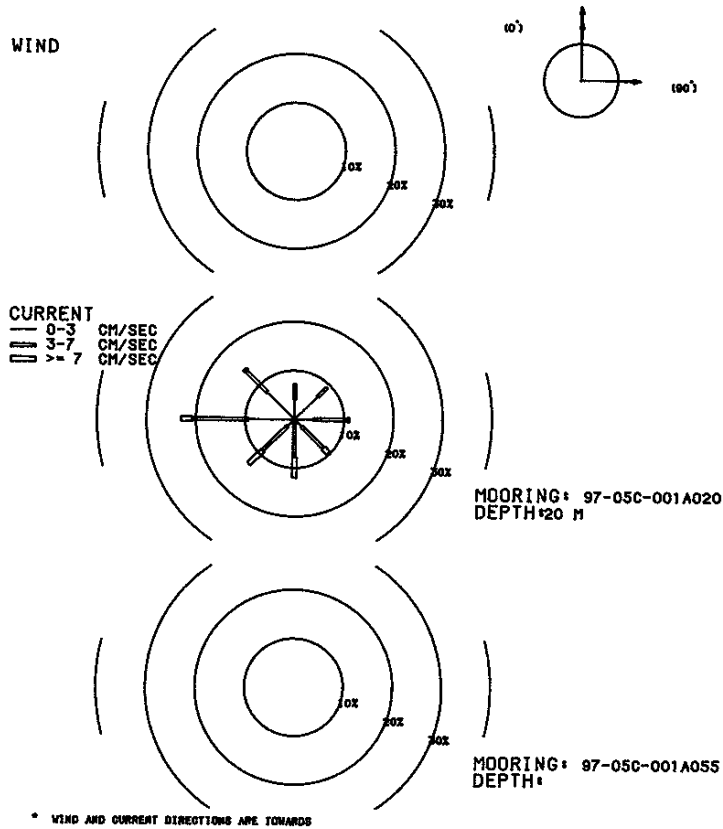 WIND
(0°)
(90°)
10%
20%
30%
CURRENT
0-3 CM/SEC
3-7 CM/SEC
>= 7 CM/SEC
10%
20%
30%
MOORING: 97-05C-001A020
DEPTH:20 M
10%
20%
30%
MOORING: 97-05C-001A055
DEPTH:
* WIND AND CURRENT DIRECTIONS ARE TOWARDS